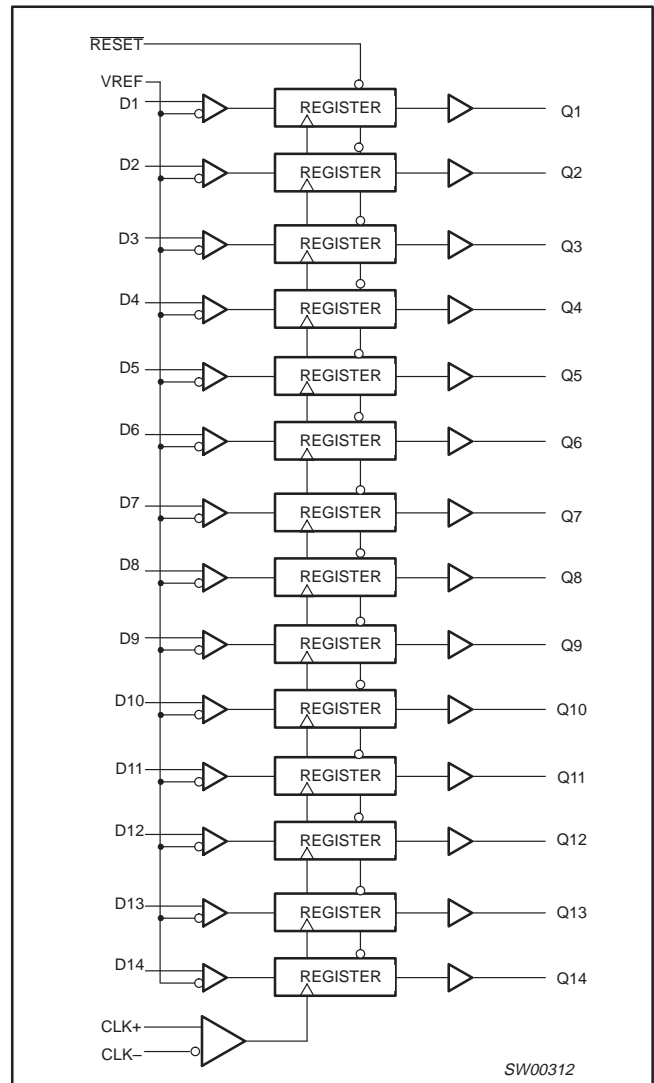 RESET
VREF
D1 REGISTER Q1
D2 REGISTER Q2
D3 REGISTER Q3
D4 REGISTER Q4
D5 REGISTER Q5
D6 REGISTER Q6
D7 REGISTER Q7
D8 REGISTER Q8
D9 REGISTER Q9
D10 REGISTER Q10
D11 REGISTER Q11
D12 REGISTER Q12
D13 REGISTER Q13
D14 REGISTER Q14
CLK+
CLK–
SW00312